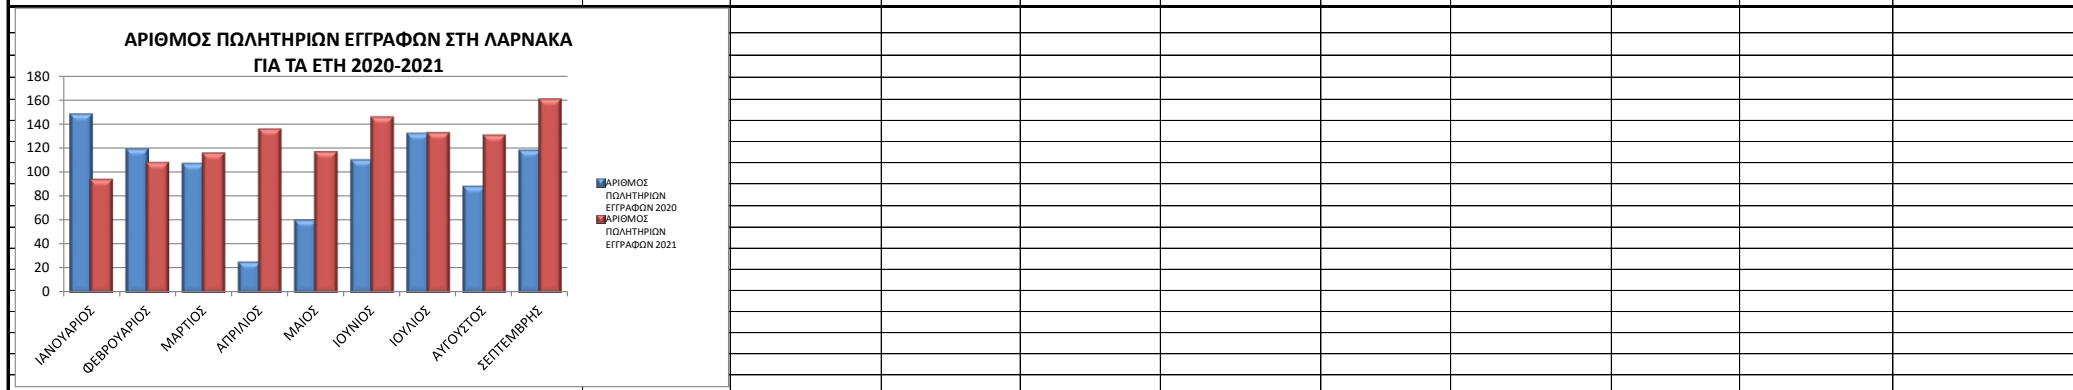 ΑΡΙΘΜΟΣ ΠΩΛΗΤΗΡΙΩΝ ΕΓΓΡΑΦΩΝ ΣΤΗ ΛΑΡΝΑΚΑ
ΓΙΑ ΤΑ ΕΤΗ 2020-2021
180
160
140
120
100
80
60
40
20
0
ΙΑΝΟΥΑΡΙΟΣ
ΦΕΒΡΟΥΑΡΙΟΣ
ΜΑΡΤΙΟΣ
ΑΠΡΙΛΙΟΣ
ΜΑΙΟΣ
ΙΟΥΝΙΟΣ
ΙΟΥΛΙΟΣ
ΑΥΓΟΥΣΤΟΣ
ΣΕΠΤΕΜΒΡΗΣ
ΑΡΙΘΜΟΣ
ΠΩΛΗΤΗΡΙΩΝ
ΕΓΓΡΑΦΩΝ 2020
ΑΡΙΘΜΟΣ
ΠΩΛΗΤΗΡΙΩΝ
ΕΓΓΡΑΦΩΝ 2021